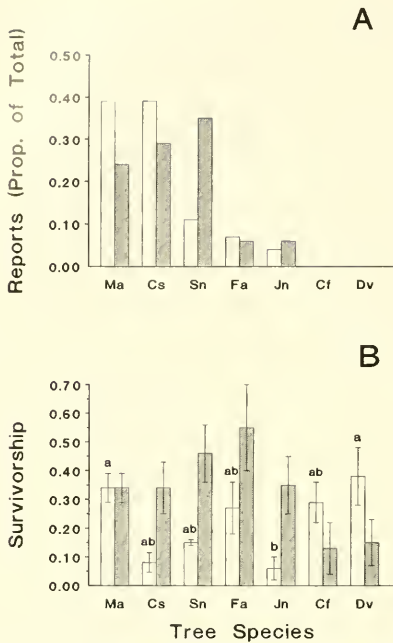 A
Reports (Prop. of Total)
0.50
0.40
0.30
0.20
0.10
0.00
Ma Cs Sn Fa Jn Cf Dv
B
Survivorship
0.70
0.60
0.50
0.40
0.30
0.20
0.10
0.00
a ab ab ab b ab a
Ma Cs Sn Fa Jn Cf Dv
Tree Species